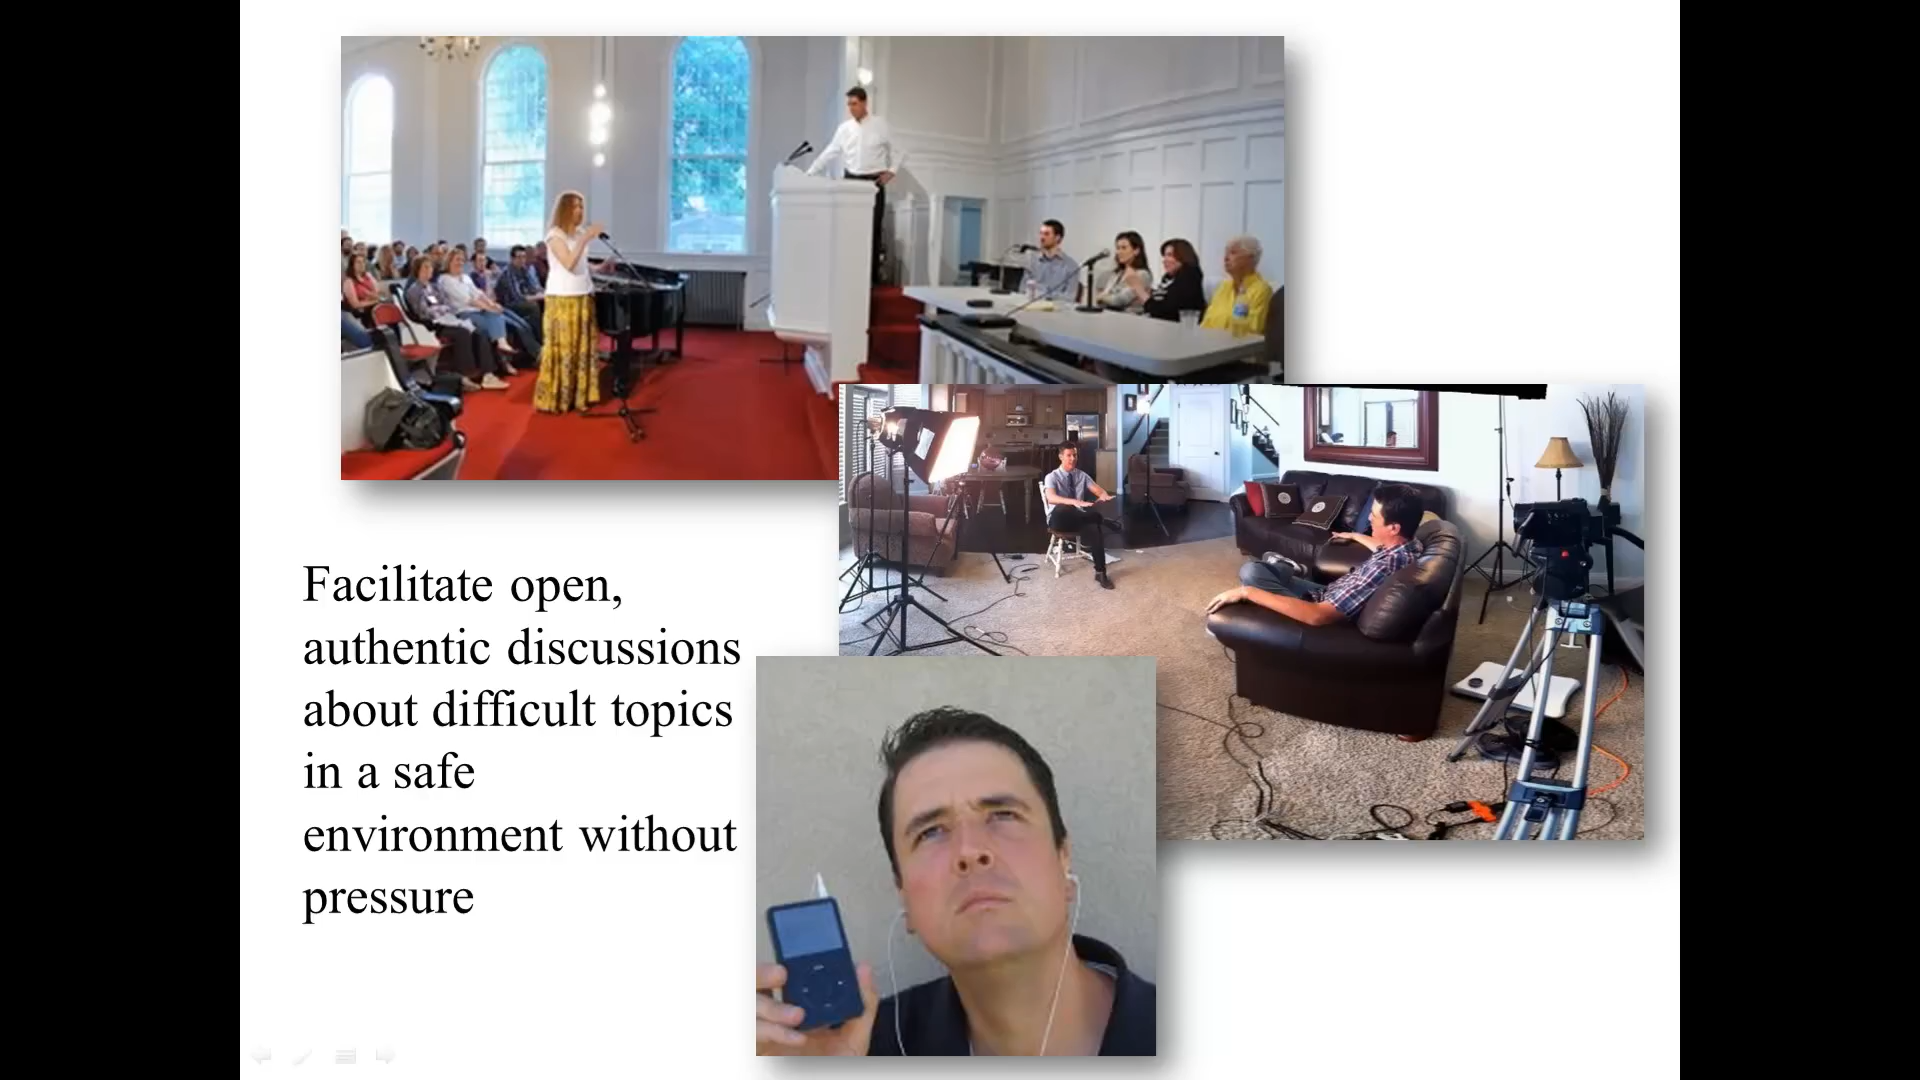 Facilitate open,
authentic discussions
about difficult topics
in a safe
environment without
pressure